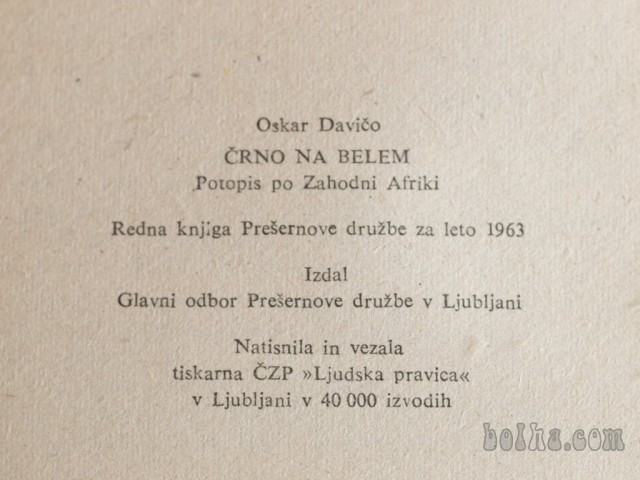 Oskar Davičo
ČRNO NA BELEM
Potopis po Zahodni Afriki
Redna knjiga Prešernove družbe za leto 1963
Izdal
Glavni odbor Prešernove družbe v Ljubljani
Natisnila in vezala
tiskarna ČZP »Ljudska pravica«
v Ljubljani v 40 000 izvodih
bolha.com